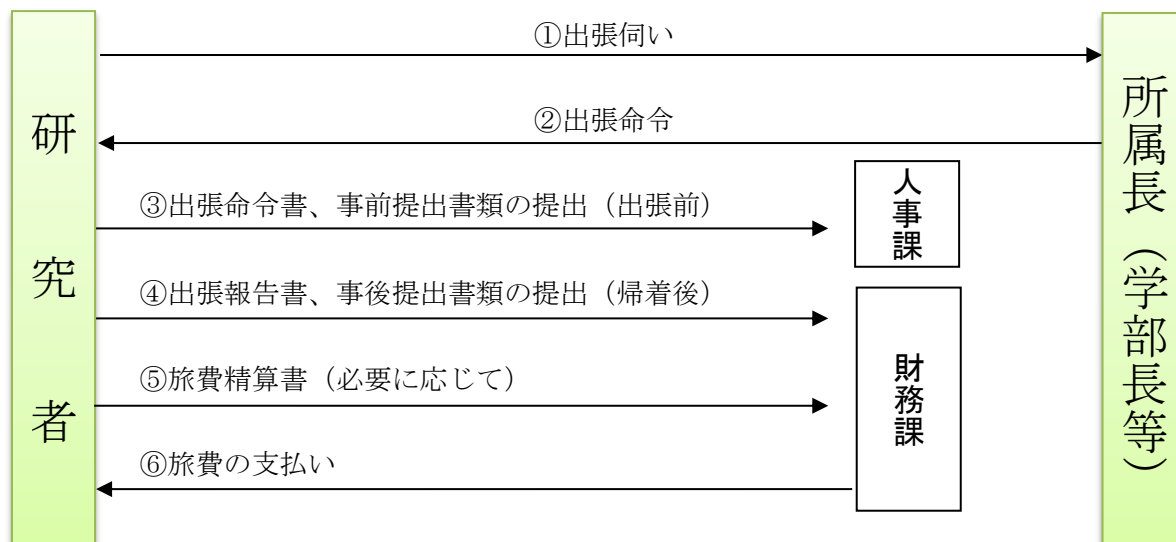 研究者
①出張伺い
所属長（学部長等）
②出張命令
③出張命令書、事前提出書類の提出（出張前）
人事課
④出張報告書、事後提出書類の提出（帰着後）
⑤旅費精算書（必要に応じて）
財務課
⑥旅費の支払い